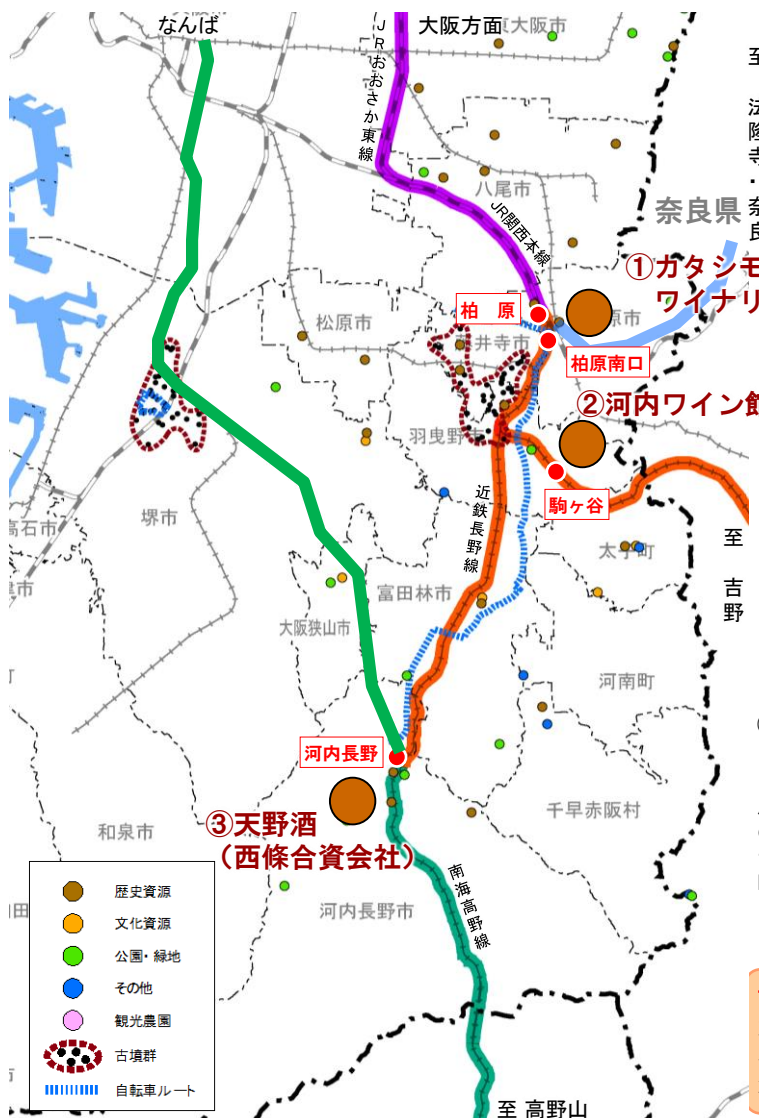 なんば
大阪方面
東大阪市
JRおおさか東線
至 法隆寺・奈良
八尾市
奈良県
JR関西本線
①ガタシモ
ワイナリ
柏 原
原市
松原市
井寺市
柏原南口
②河内ワイン館
羽曳野
駒ヶ谷
近鉄長野線
堺市
高石市
太子町
至 吉野
津市
富田林市
大阪狭山市
河南町
河内長野
千早赤阪村
③天野酒
(西條合資会社)
和泉市
南海高野線
河内長野市
歴史資源
文化資源
公園・緑地
その他
観光農園
古墳群
自転車ルート
至 高野山